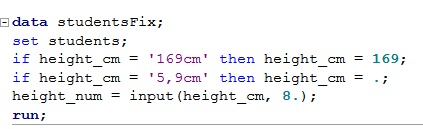 data studentsFix;
set students;
if height_cm = '169cm' then height_cm = 169;
if height_cm = '5,9cm' then height_cm = .;
height_num = input(height_cm, 8.);
run;